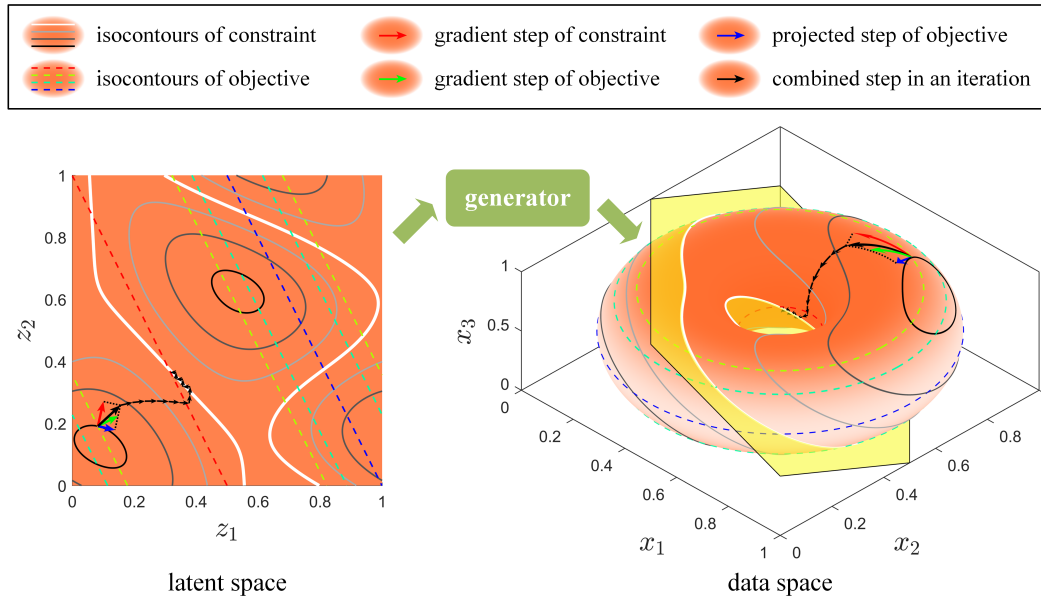 isocontours of constraint
gradient step of constraint
projected step of objective
isocontours of objective
gradient step of objective
combined step in an iteration
generator
1
0.8
0.6
0.4
0.2
0
z2
0
0.2
0.4
0.6
0.8
1
z1
latent space
1
0.5
0
x3
0
0.2
0.4
0.6
0.8
1
x1
0
0.2
0.4
0.6
0.8
x2
data space